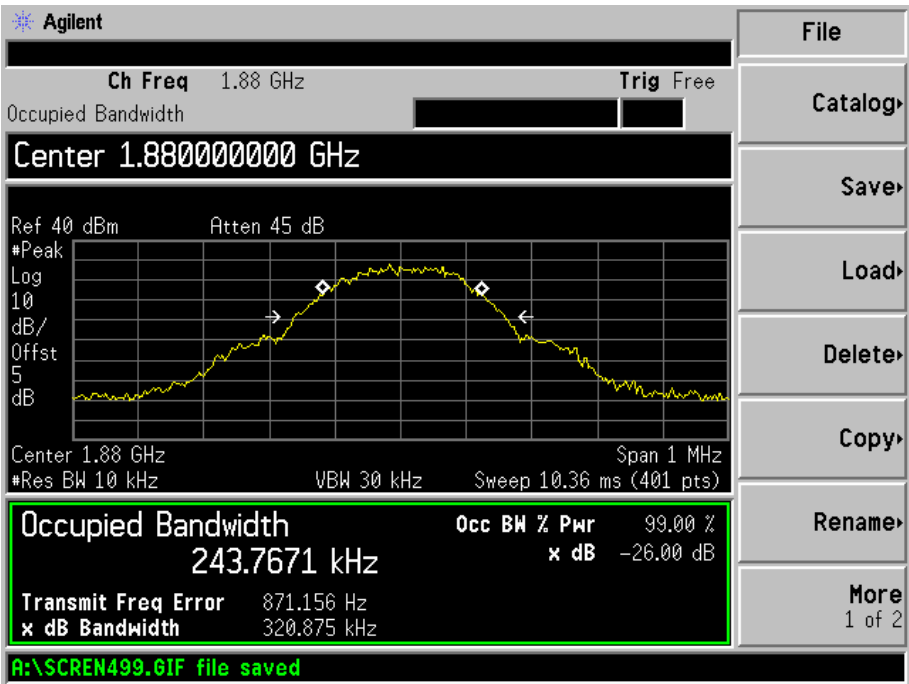 Agilent
Ch Freq 1.88 GHz Trig Free
Occupied Bandwidth
Center 1.880000000 GHz
Ref 40 dBm Atten 45 dB
#Peak
Log
10
dB/
Offst
5
dB
Center 1.88 GHz Span 1 MHz
#Res BW 10 kHz VBW 30 kHz Sweep 10.36 ms (401 pts)
Occupied Bandwidth
243.7671 kHz
Occ BW % Pwr 99.00 %
x dB -26.00 dB
Transmit Freq Error 871.156 Hz
x dB Bandwidth 320.875 kHz
A:\SCREN499.GIF file saved
File
Catalog
Save
Load
Delete
Copy
Rename
More
1 of 2